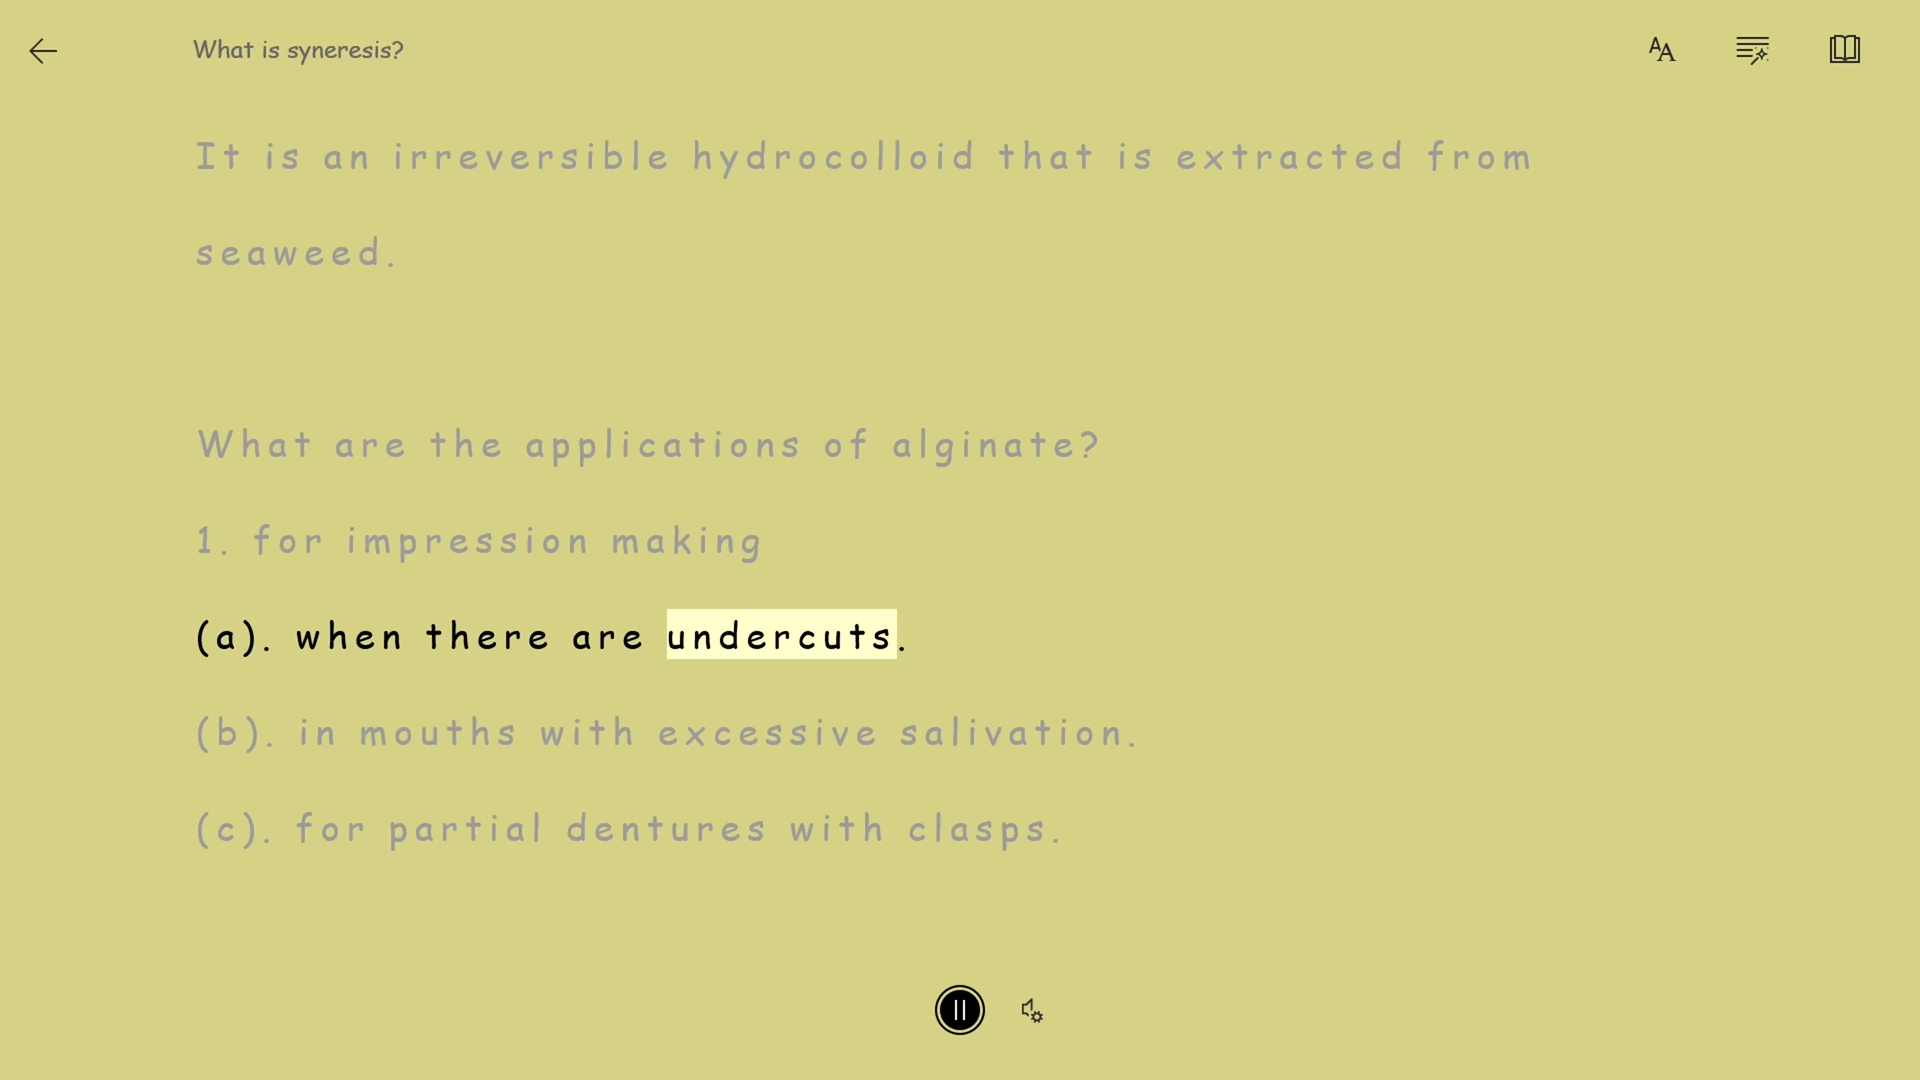 What is syneresis?
It is an irreversible hydrocolloid that is extracted from
seaweed.
What are the applications of alginate?
1. for impression making
(a). when there are undercuts.
(b). in mouths with excessive salivation.
(c). for partial dentures with clasps.